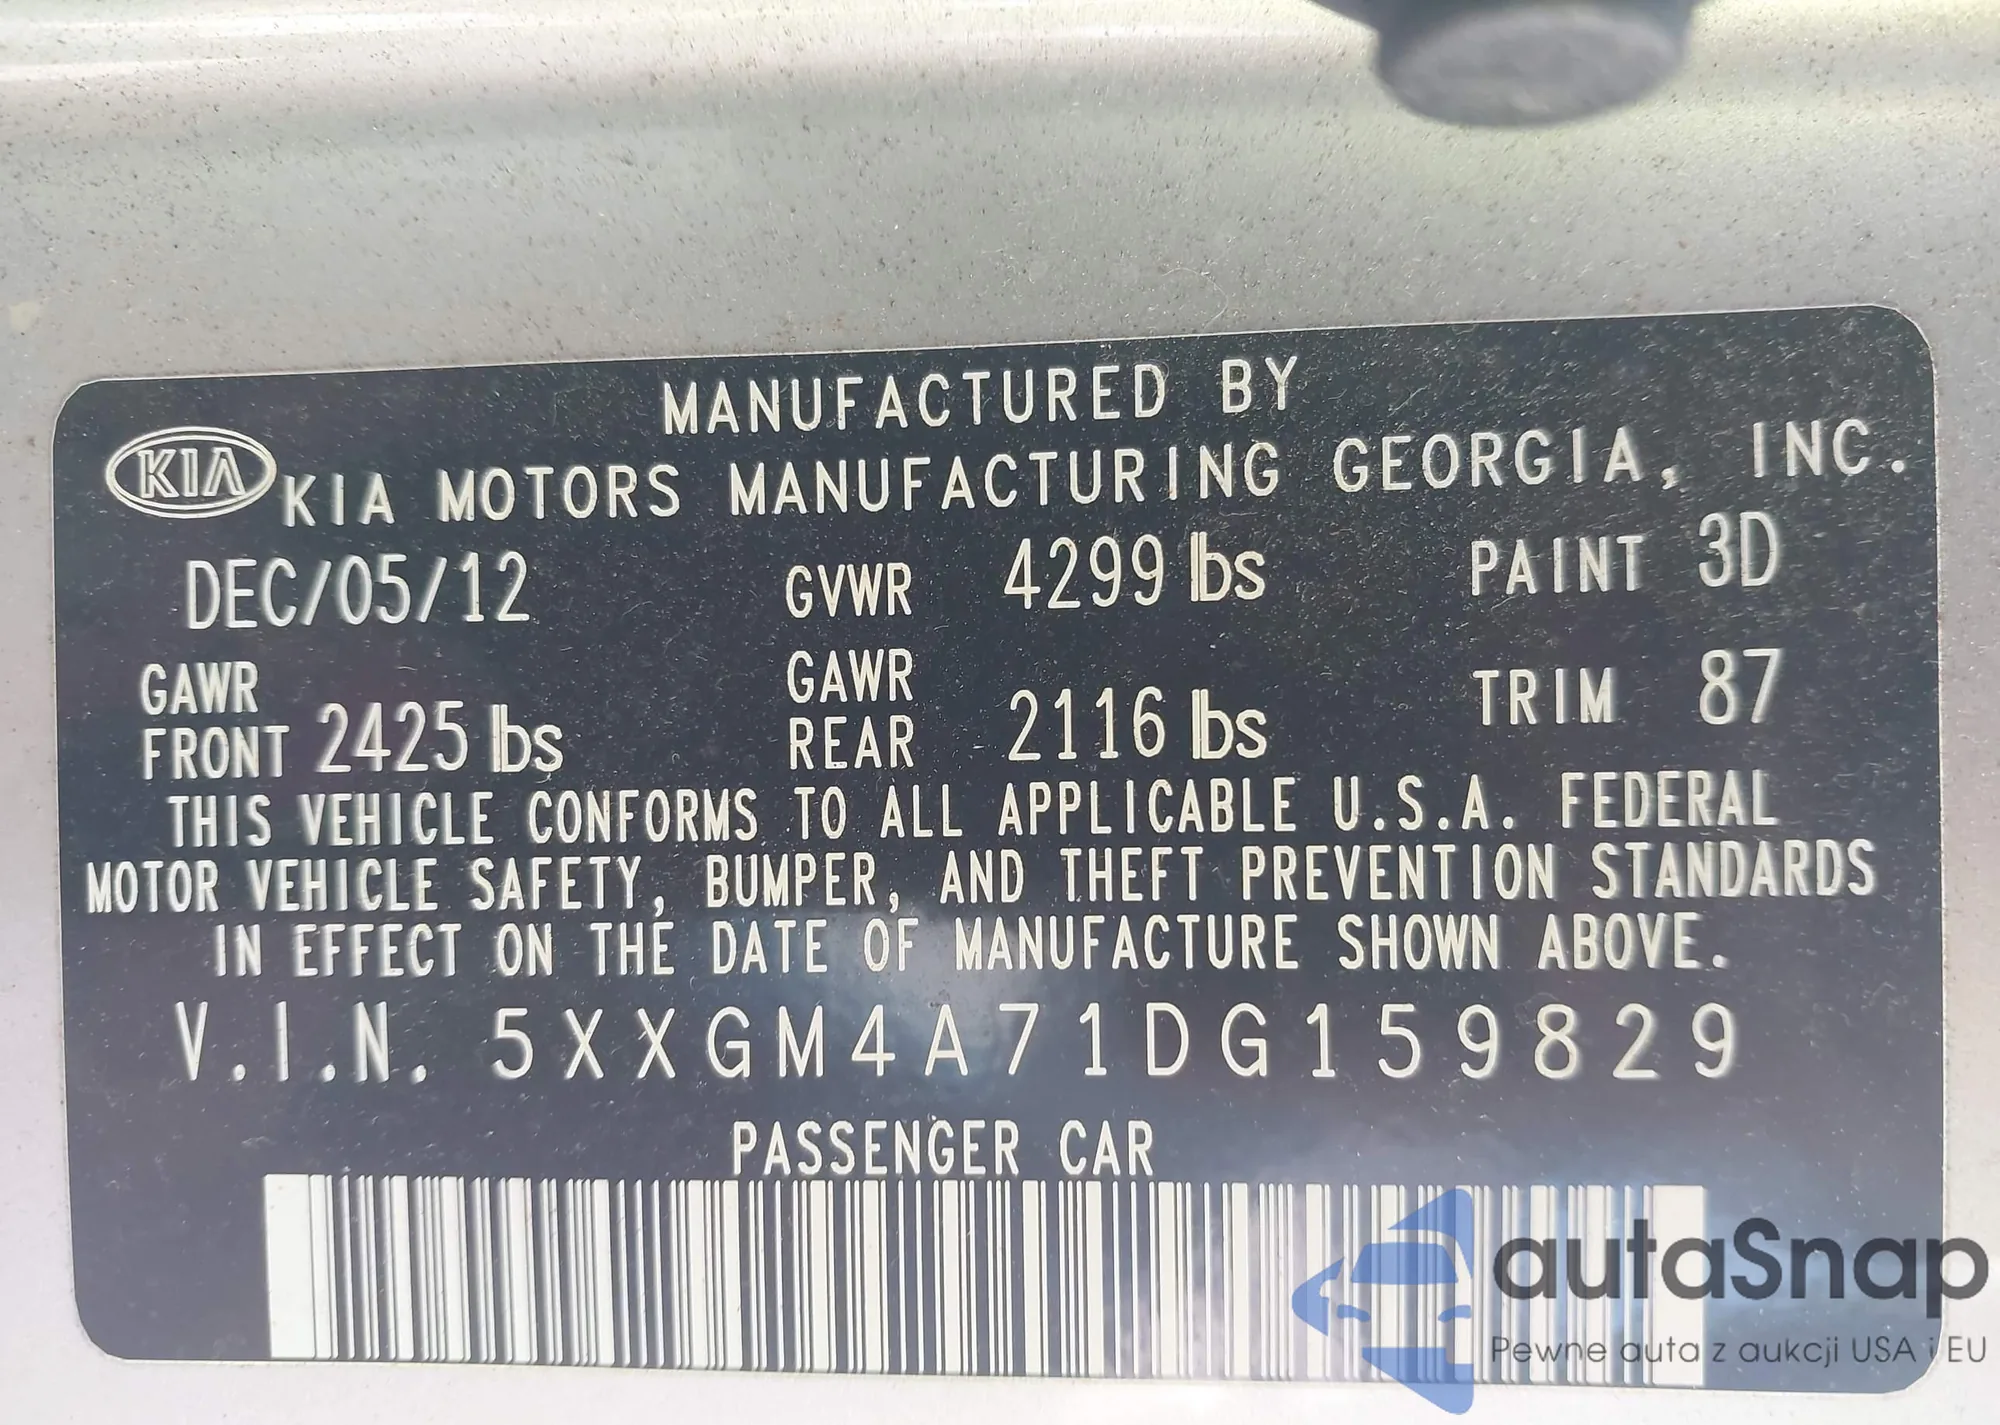 MANUFACTURED BY
KIA KIA MOTORS MANUFACTURING GEORGIA, INC.
DEC/05/12 GVWR 4299 lbs PAINT 3D
GAWR FRONT 2425 lbs GAWR REAR 2116 lbs TRIM 87
THIS VEHICLE CONFORMS TO ALL APPLICABLE U.S.A. FEDERAL
MOTOR VEHICLE SAFETY, BUMPER, AND THEFT PREVENTION STANDARDS
IN EFFECT ON THE DATE OF MANUFACTURE SHOWN ABOVE.
V.I.N. 5XXGM4A71DG159829
PASSENGER CAR
autaSnap
Pewne auta z aukcji USA i EU